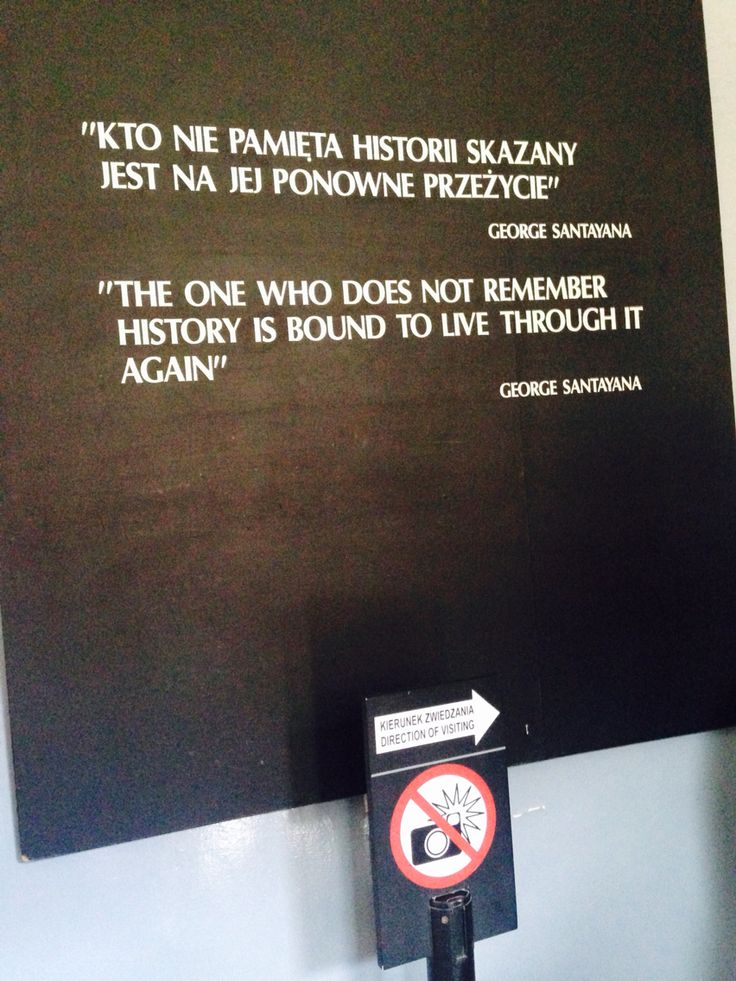 "KTO NIE PAMIĘTA HISTORII SKAZANY
JEST NA JEJ PONOWNE PRZEŻYCIE"
GEORGE SANTAYANA
"THE ONE WHO DOES NOT REMEMBER
HISTORY IS BOUND TO LIVE THROUGH IT
AGAIN"
GEORGE SANTAYANA
KIERUNEK ZWIEDZANIA
DIRECTION OF VISITING